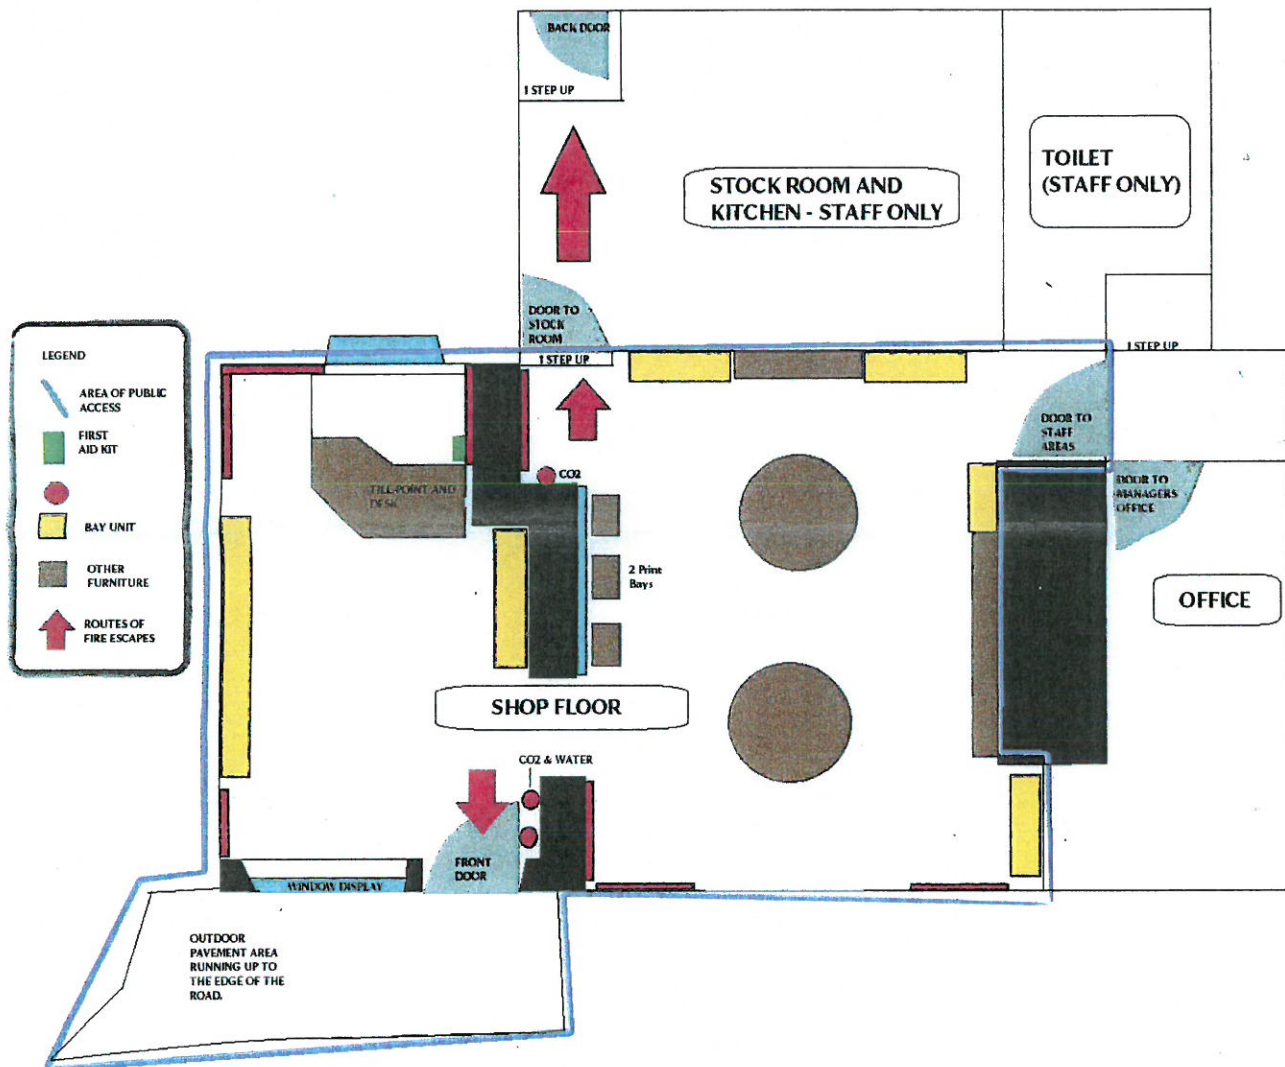 BACK DOOR
1 STEP UP
STOCK ROOM AND
KITCHEN - STAFF ONLY
TOILET
(STAFF ONLY)
DOOR TO
STOCK
ROOM
1 STEP UP
1 STEP UP
LEGEND
AREA OF PUBLIC
ACCESS
FIRST
AID KIT
BAY UNIT
OTHER
FURNITURE
ROUTES OF
FIRE ESCAPES
DOOR TO
STAFF
AREAS
CO2
TILL-POINT AND
DESK
DOOR TO
MANAGERS
OFFICE
2 Print
Bays
OFFICE
SHOP FLOOR
CO2 & WATER
FRONT
DOOR
WINDOW DISPLAY
OUTDOOR
PAVEMENT AREA
RUNNING UP TO
THE EDGE OF THE
ROAD.